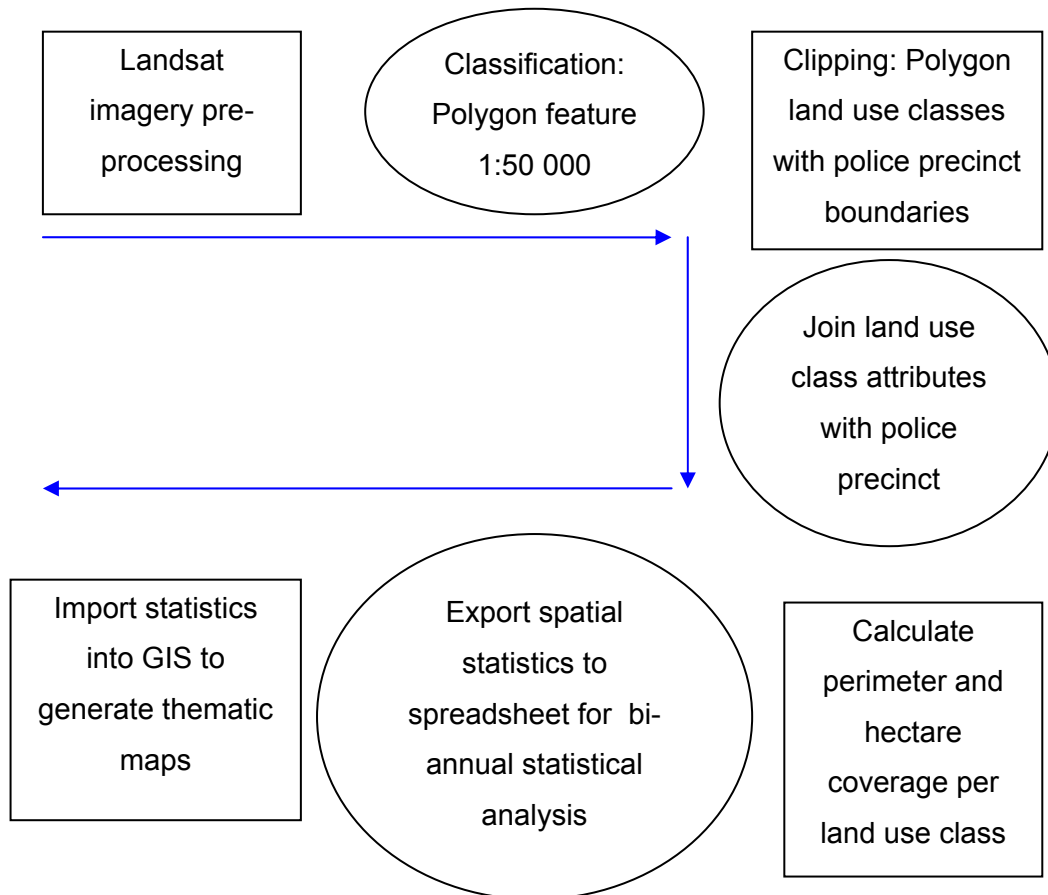 Landsat
imagery pre-
processing
Classification:
Polygon feature
1:50 000
Clipping: Polygon
land use classes
with police precinct
boundaries
Join land use
class attributes
with police
precinct
Calculate
perimeter and
hectare
coverage per
land use class
Export spatial
statistics to
spreadsheet for  bi-
annual statistical
analysis
Import statistics
into GIS to
generate thematic
maps